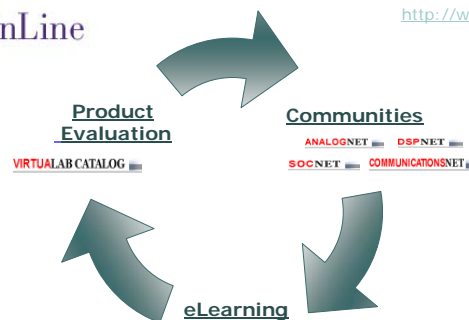 nLine
http://w
Product
Evaluation
VIRTUALAB CATALOG
Communities
ANALOGNET DSPNET
SOCNET COMMUNICATIONSNET
eLearning